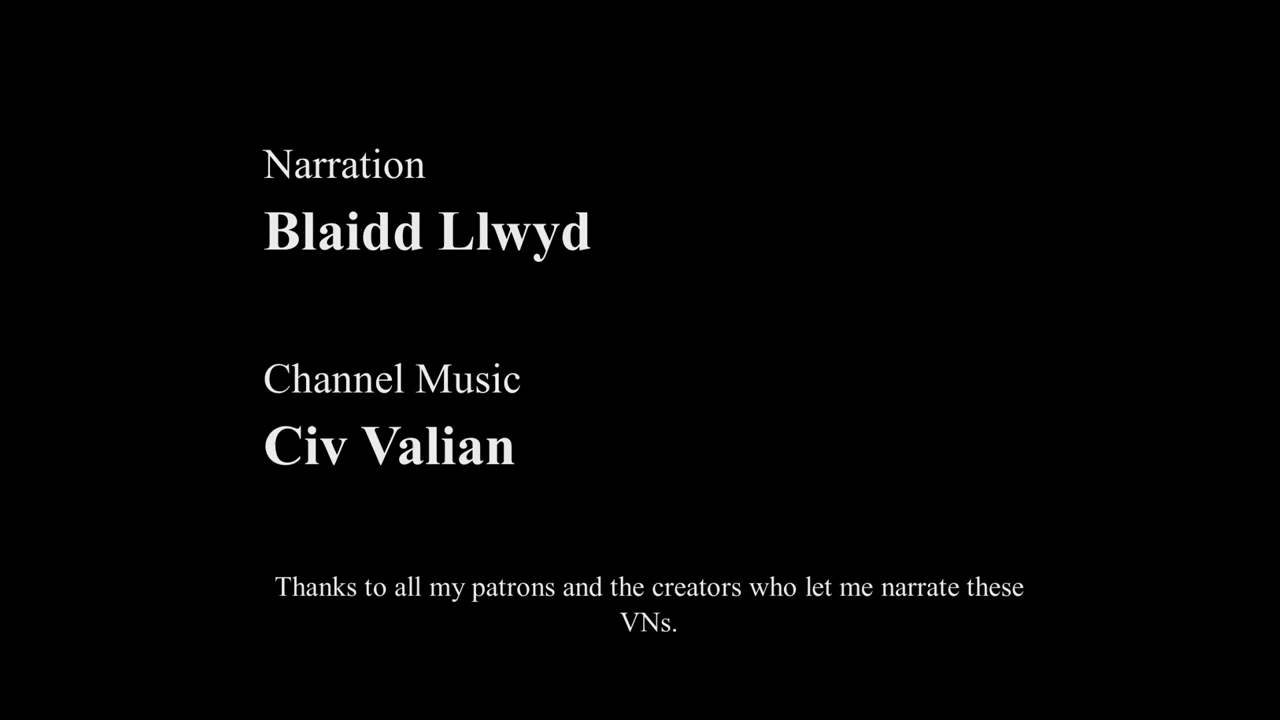 Narration
Blaidd Llwyd
Channel Music
Civ Valian
Thanks to all my patrons and the creators who let me narrate these
VNs.